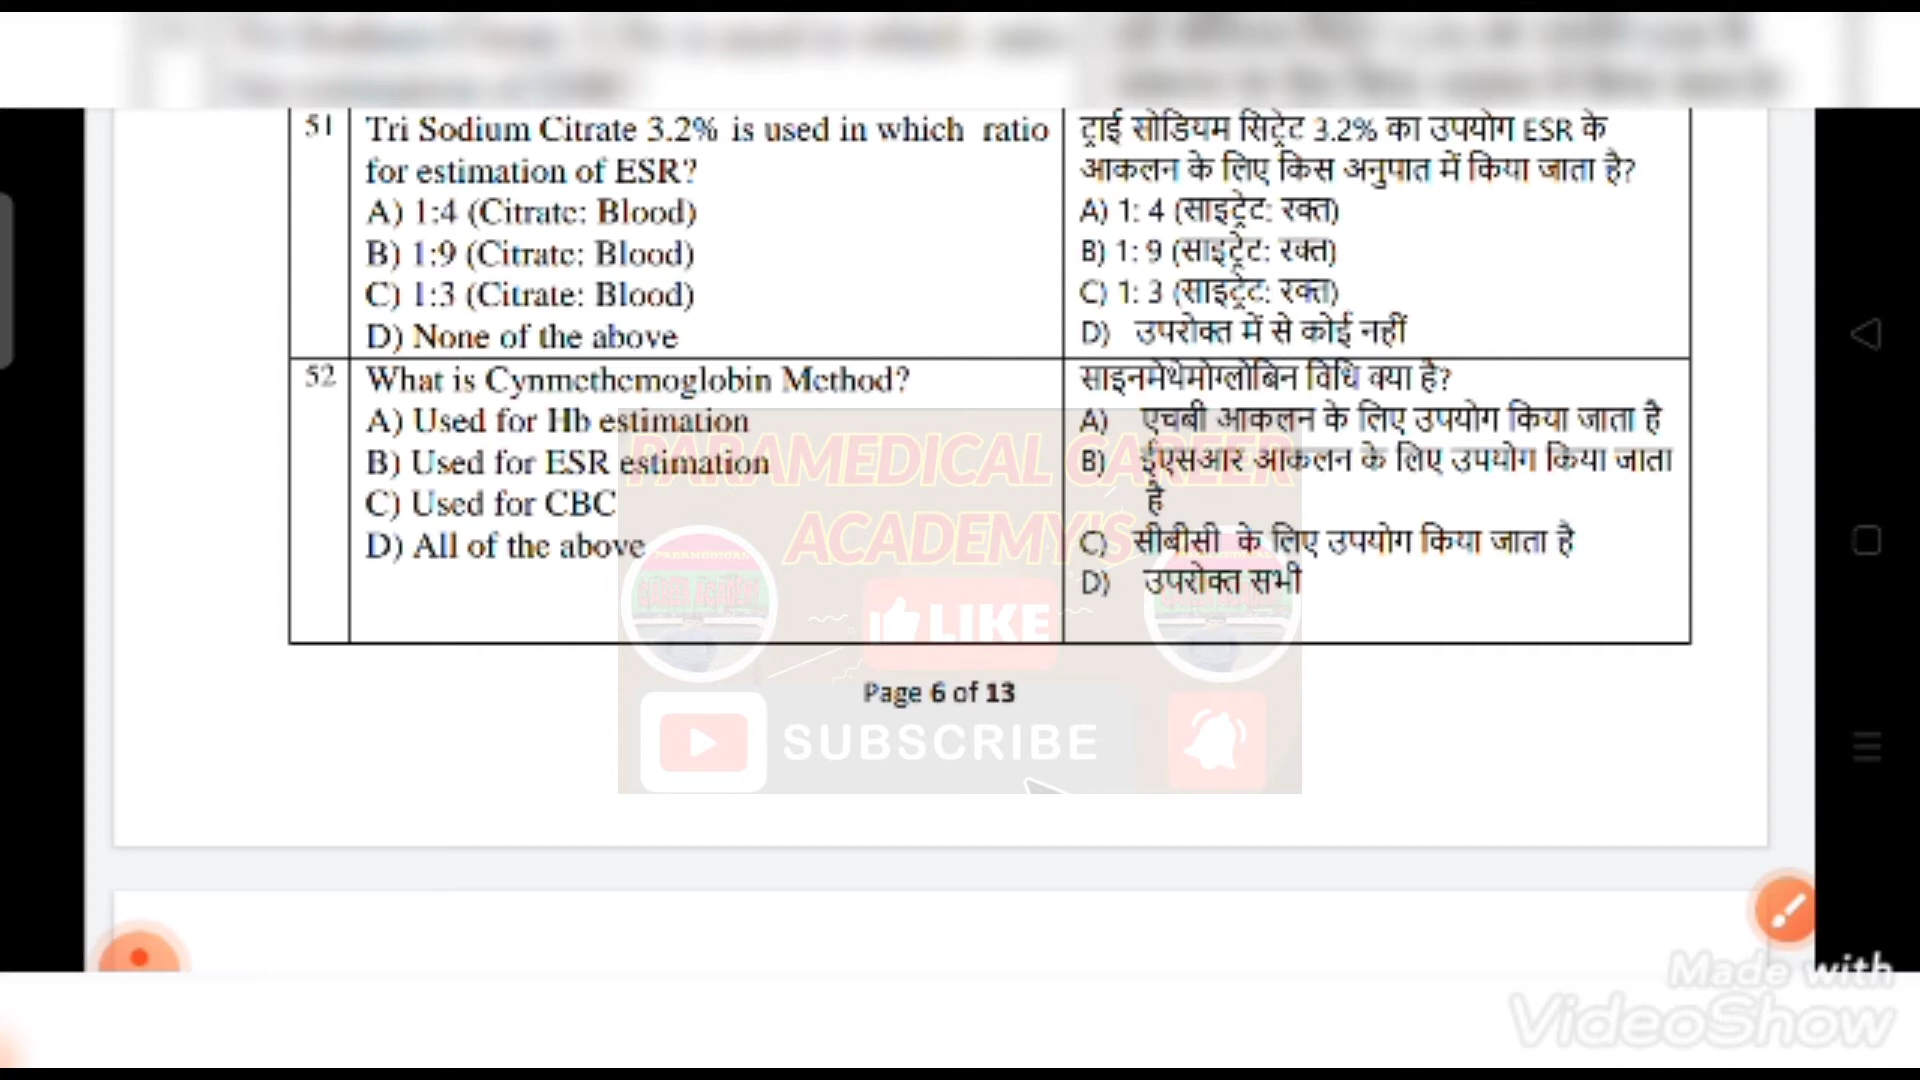 51
Tri Sodium Citrate 3.2% is used in which ratio
for estimation of ESR?
A) 1:4 (Citrate: Blood)
B) 1:9 (Citrate: Blood)
C) 1:3 (Citrate: Blood)
D) None of the above
ट्राई सोडियम सिट्रेट 3.2% का उपयोग ESR के
आकलन के लिए किस अनुपात में किया जाता है?
A) 1: 4 (साइट्रेट: रक्त)
B) 1: 9 (साइट्रेट: रक्त)
C) 1: 3 (साइट्रेट: रक्त)
D) उपरोक्त में से कोई नहीं
52
What is Cynmethemoglobin Method?
A) Used for Hb estimation
B) Used for ESR estimation
C) Used for CBC
D) All of the above
साइनमेथेमोग्लोबिन विधि क्या है?
A) एचबी आकलन के लिए उपयोग किया जाता है
B) ईएसआर आकलन के लिए उपयोग किया जाता
है
C) सीबीसी के लिए उपयोग किया जाता है
D) उपरोक्त सभी
PARAMEDICAL CAREER
ACADEMY'S
LIKE
Page 6 of 13
SUBSCRIBE
Made with
VideoShow